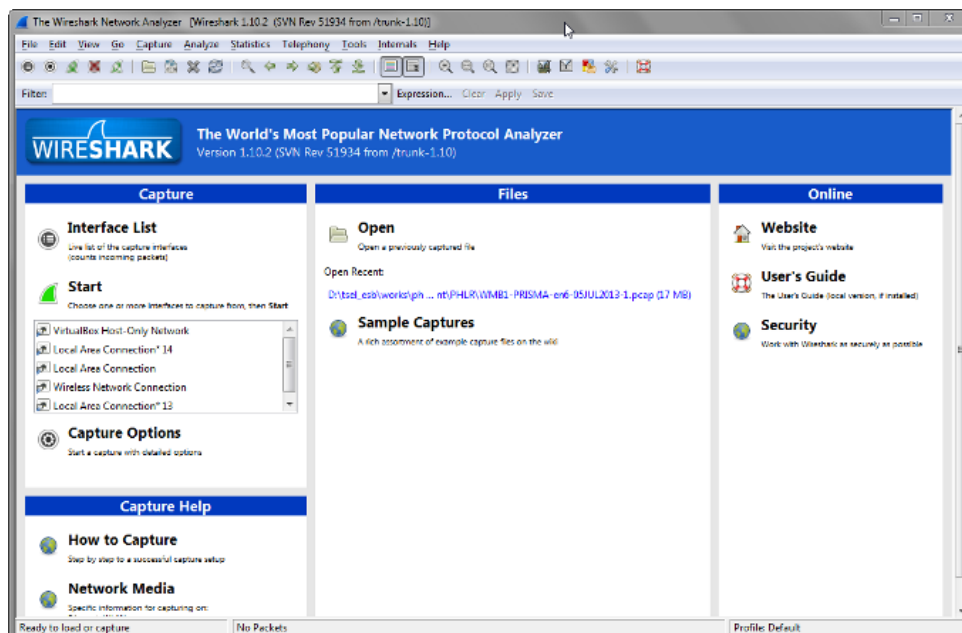 The Wireshark Network Analyzer [Wireshark 1.10.2 (SVN Rev 51934 from /trunk-1.10)]
File Edit View Go Capture Analyze Statistics Telephony Tools Internals Help
Filter: Expression... Clear Apply Save
WIRESHARK
The World's Most Popular Network Protocol Analyzer
Version 1.10.2 (SVN Rev 51934 from /trunk-1.10)
Capture
Interface List
Live list of the capture interfaces
(counts incoming packets)
Start
Choose one or more interfaces to capture from, then Start
VirtualBox Host-Only Network
Local Area Connection* 14
Local Area Connection
Wireless Network Connection
Local Area Connection* 13
Capture Options
Start a capture with detailed options
Capture Help
How to Capture
Step by step to a successful capture setup
Network Media
Specific information for capturing on:
Files
Open
Open a previously captured file
Open Recent:
D:\tsel_esb\works\ph ... nt\PHLR\WMB1-PRISMA-en6-05JUL2013-1.pcap (17 MB)
Sample Captures
A rich assortment of example capture files on the wiki
Online
Website
Visit the project's website
User's Guide
The User's Guide (local version, if installed)
Security
Work with Wireshark as securely as possible
Ready to load or capture
No Packets
Profile: Default